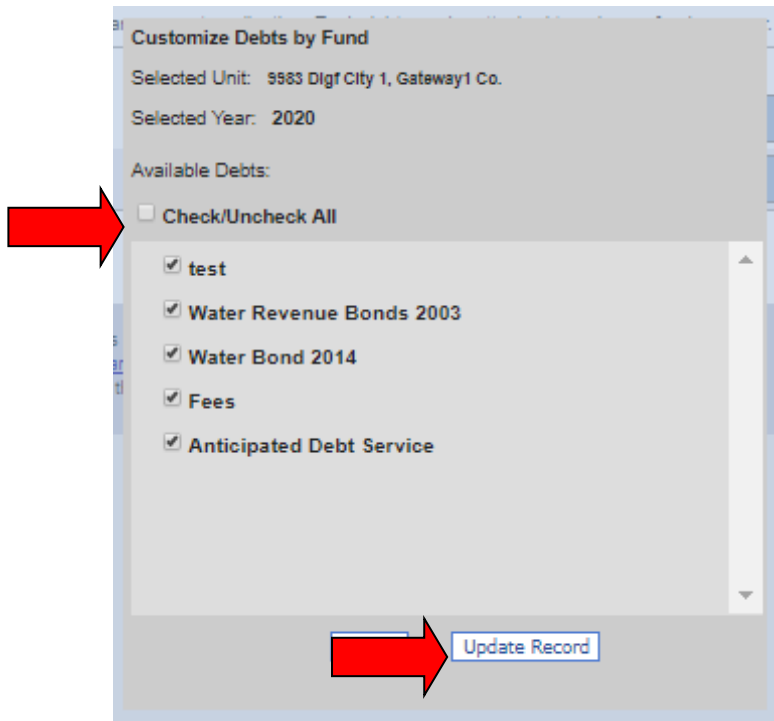 Customize Debts by Fund
Selected Unit: 9983 Dlgf City 1, Gateway1 Co.
Selected Year: 2020
Available Debts:
Check/Uncheck All
test
Water Revenue Bonds 2003
Water Bond 2014
Fees
Anticipated Debt Service
Update Record